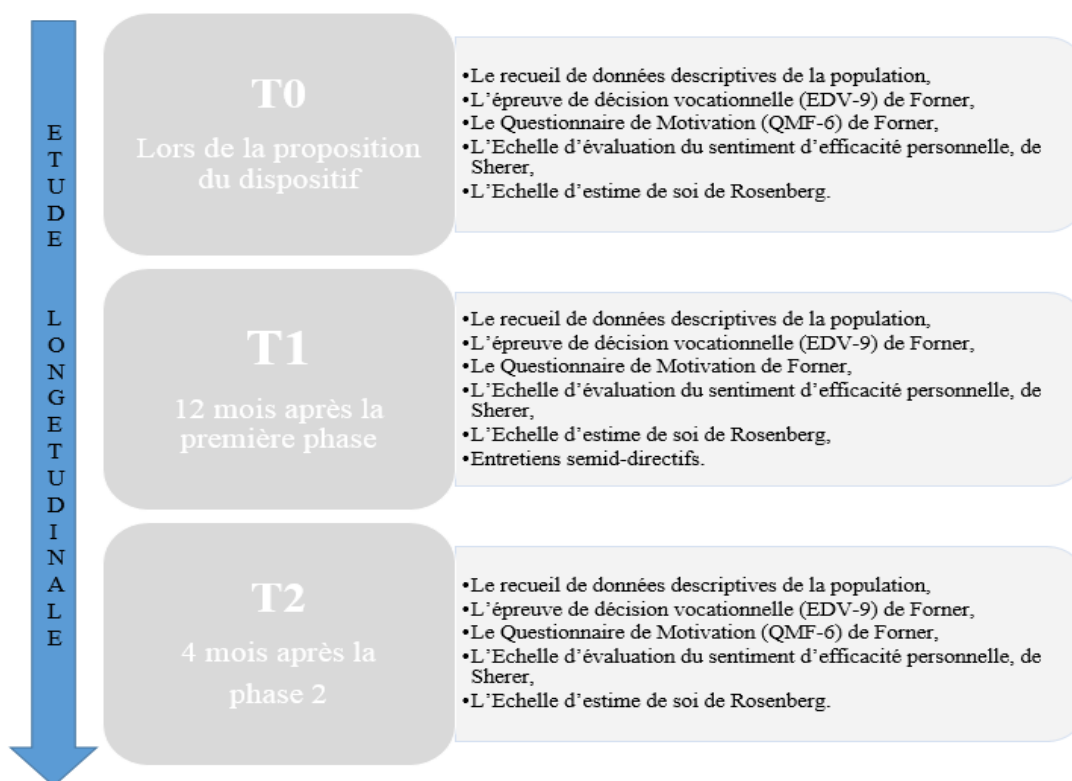 ETUDE LONGETUDINALE
T0
Lors de la proposition
du dispositif
•Le recueil de données descriptives de la population,
•L'épreuve de décision vocationnelle (EDV-9) de Forner,
•Le Questionnaire de Motivation (QMF-6) de Forner,
•L'Echelle d'évaluation du sentiment d'efficacité personnelle, de
Sherer,
•L'Echelle d'estime de soi de Rosenberg.
T1
12 mois après la
première phase
•Le recueil de données descriptives de la population,
•L'épreuve de décision vocationnelle (EDV-9) de Forner,
•Le Questionnaire de Motivation de Forner,
•L'Echelle d'évaluation du sentiment d'efficacité personnelle, de
Sherer,
•L'Echelle d'estime de soi de Rosenberg,
•Entretiens semid-directifs.
T2
4 mois après la
phase 2
•Le recueil de données descriptives de la population,
•L'épreuve de décision vocationnelle (EDV-9) de Forner,
•Le Questionnaire de Motivation (QMF-6) de Forner,
•L'Echelle d'évaluation du sentiment d'efficacité personnelle, de
Sherer,
•L'Echelle d'estime de soi de Rosenberg.